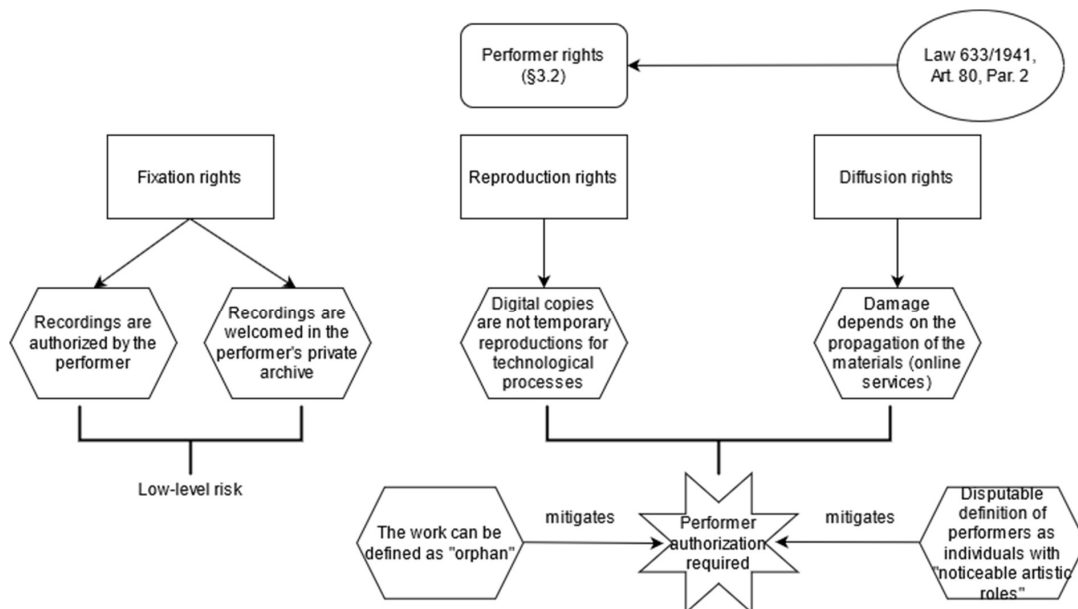 Performer rights
(§3.2)
Law 633/1941,
Art. 80, Par. 2
Fixation rights
Reproduction rights
Diffusion rights
Recordings are
authorized by the
performer
Recordings are
welcomed in the
performer's private
archive
Digital copies
are not temporary
reproductions for
technological
processes
Damage
depends on the
propagation of the
materials (online
services)
Low-level risk
The work can be
defined as "orphan"
mitigates
Performer
authorization
required
mitigates
Disputable
definition of
performers as
individuals with
"noticeable artistic
roles"